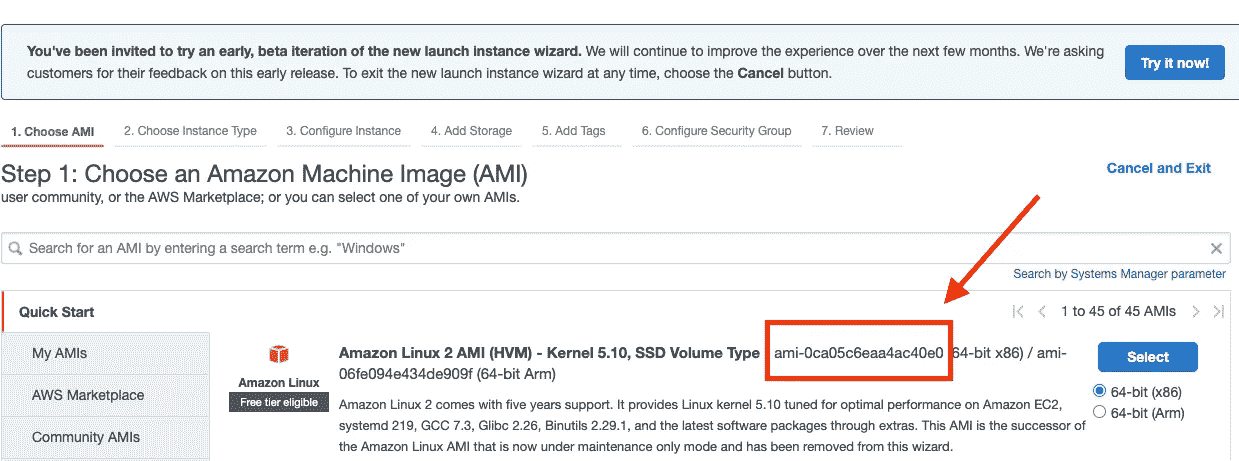 You've been invited to try an early, beta iteration of the new launch instance wizard. We will continue to improve the experience over the next few months. We're asking
customers for their feedback on this early release. To exit the new launch instance wizard at any time, choose the Cancel button.
Try it now!
1. Choose AMI 2. Choose Instance Type 3. Configure Instance 4. Add Storage 5. Add Tags 6. Configure Security Group 7. Review
Step 1: Choose an Amazon Machine Image (AMI)
Cancel and Exit
user community, or the AWS Marketplace; or you can select one of your own AMIs.
Search for an AMI by entering a search term e.g. "Windows"
Search by Systems Manager parameter
Quick Start
My AMIs
AWS Marketplace
Community AMIs
1 to 45 of 45 AMIs
Amazon Linux
Free tier eligible
Amazon Linux 2 AMI (HVM) - Kernel 5.10, SSD Volume Type ami-0ca05c6eaa4ac40e0 64-bit x86) / ami-
06fe094e434de909f (64-bit Arm)
Amazon Linux 2 comes with five years support. It provides Linux kernel 5.10 tuned for optimal performance on Amazon EC2,
systemd 219, GCC 7.3, Glibc 2.26, Binutils 2.29.1, and the latest software packages through extras. This AMI is the successor of
the Amazon Linux AMI that is now under maintenance only mode and has been removed from this wizard.
Select
64-bit (x86)
64-bit (Arm)